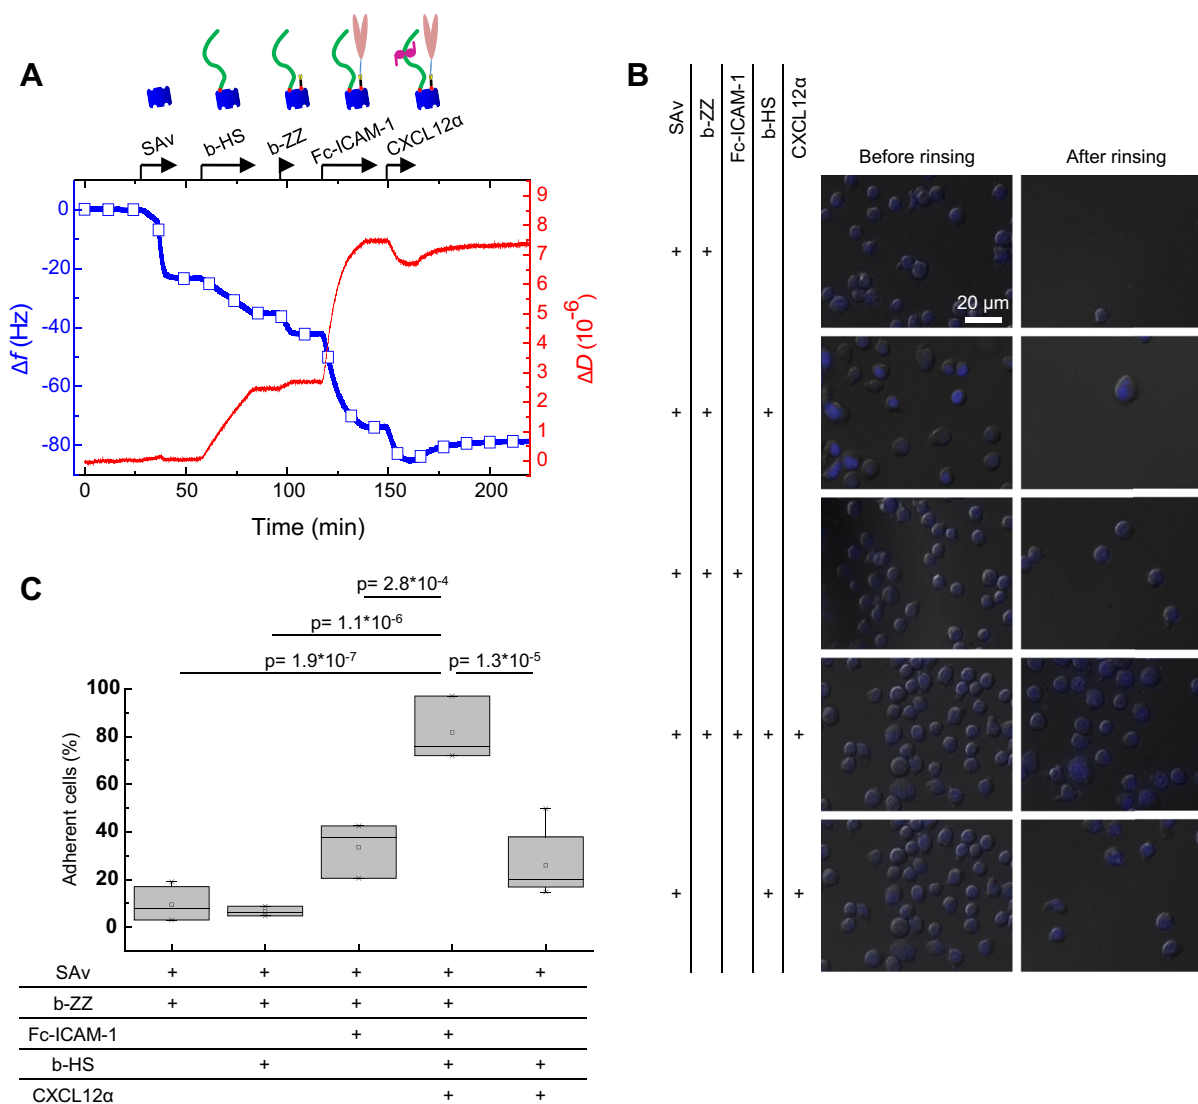 A
SAv
b-HS
b-ZZ
Fc-ICAM-1
CXCL12α
0
-20
-40
-60
-80
Δf (Hz)
9
8
7
6
5
4
3
2
1
0
ΔD (10-6)
0 50 100 150 200
Time (min)
B
SAv
b-ZZ
Fc-ICAM-1
b-HS
CXCL12α
Before rinsing After rinsing
+ +
20 µm
+ + +
+ + +
+ + + + +
+ + +
C
p= 2.8*10-4
p= 1.1*10-6
p= 1.9*10-7
p= 1.3*10-5
100
80
60
40
20
0
Adherent cells (%)
SAv + + + + +
b-ZZ + + + +
Fc-ICAM-1 + +
b-HS + + +
CXCL12α + +